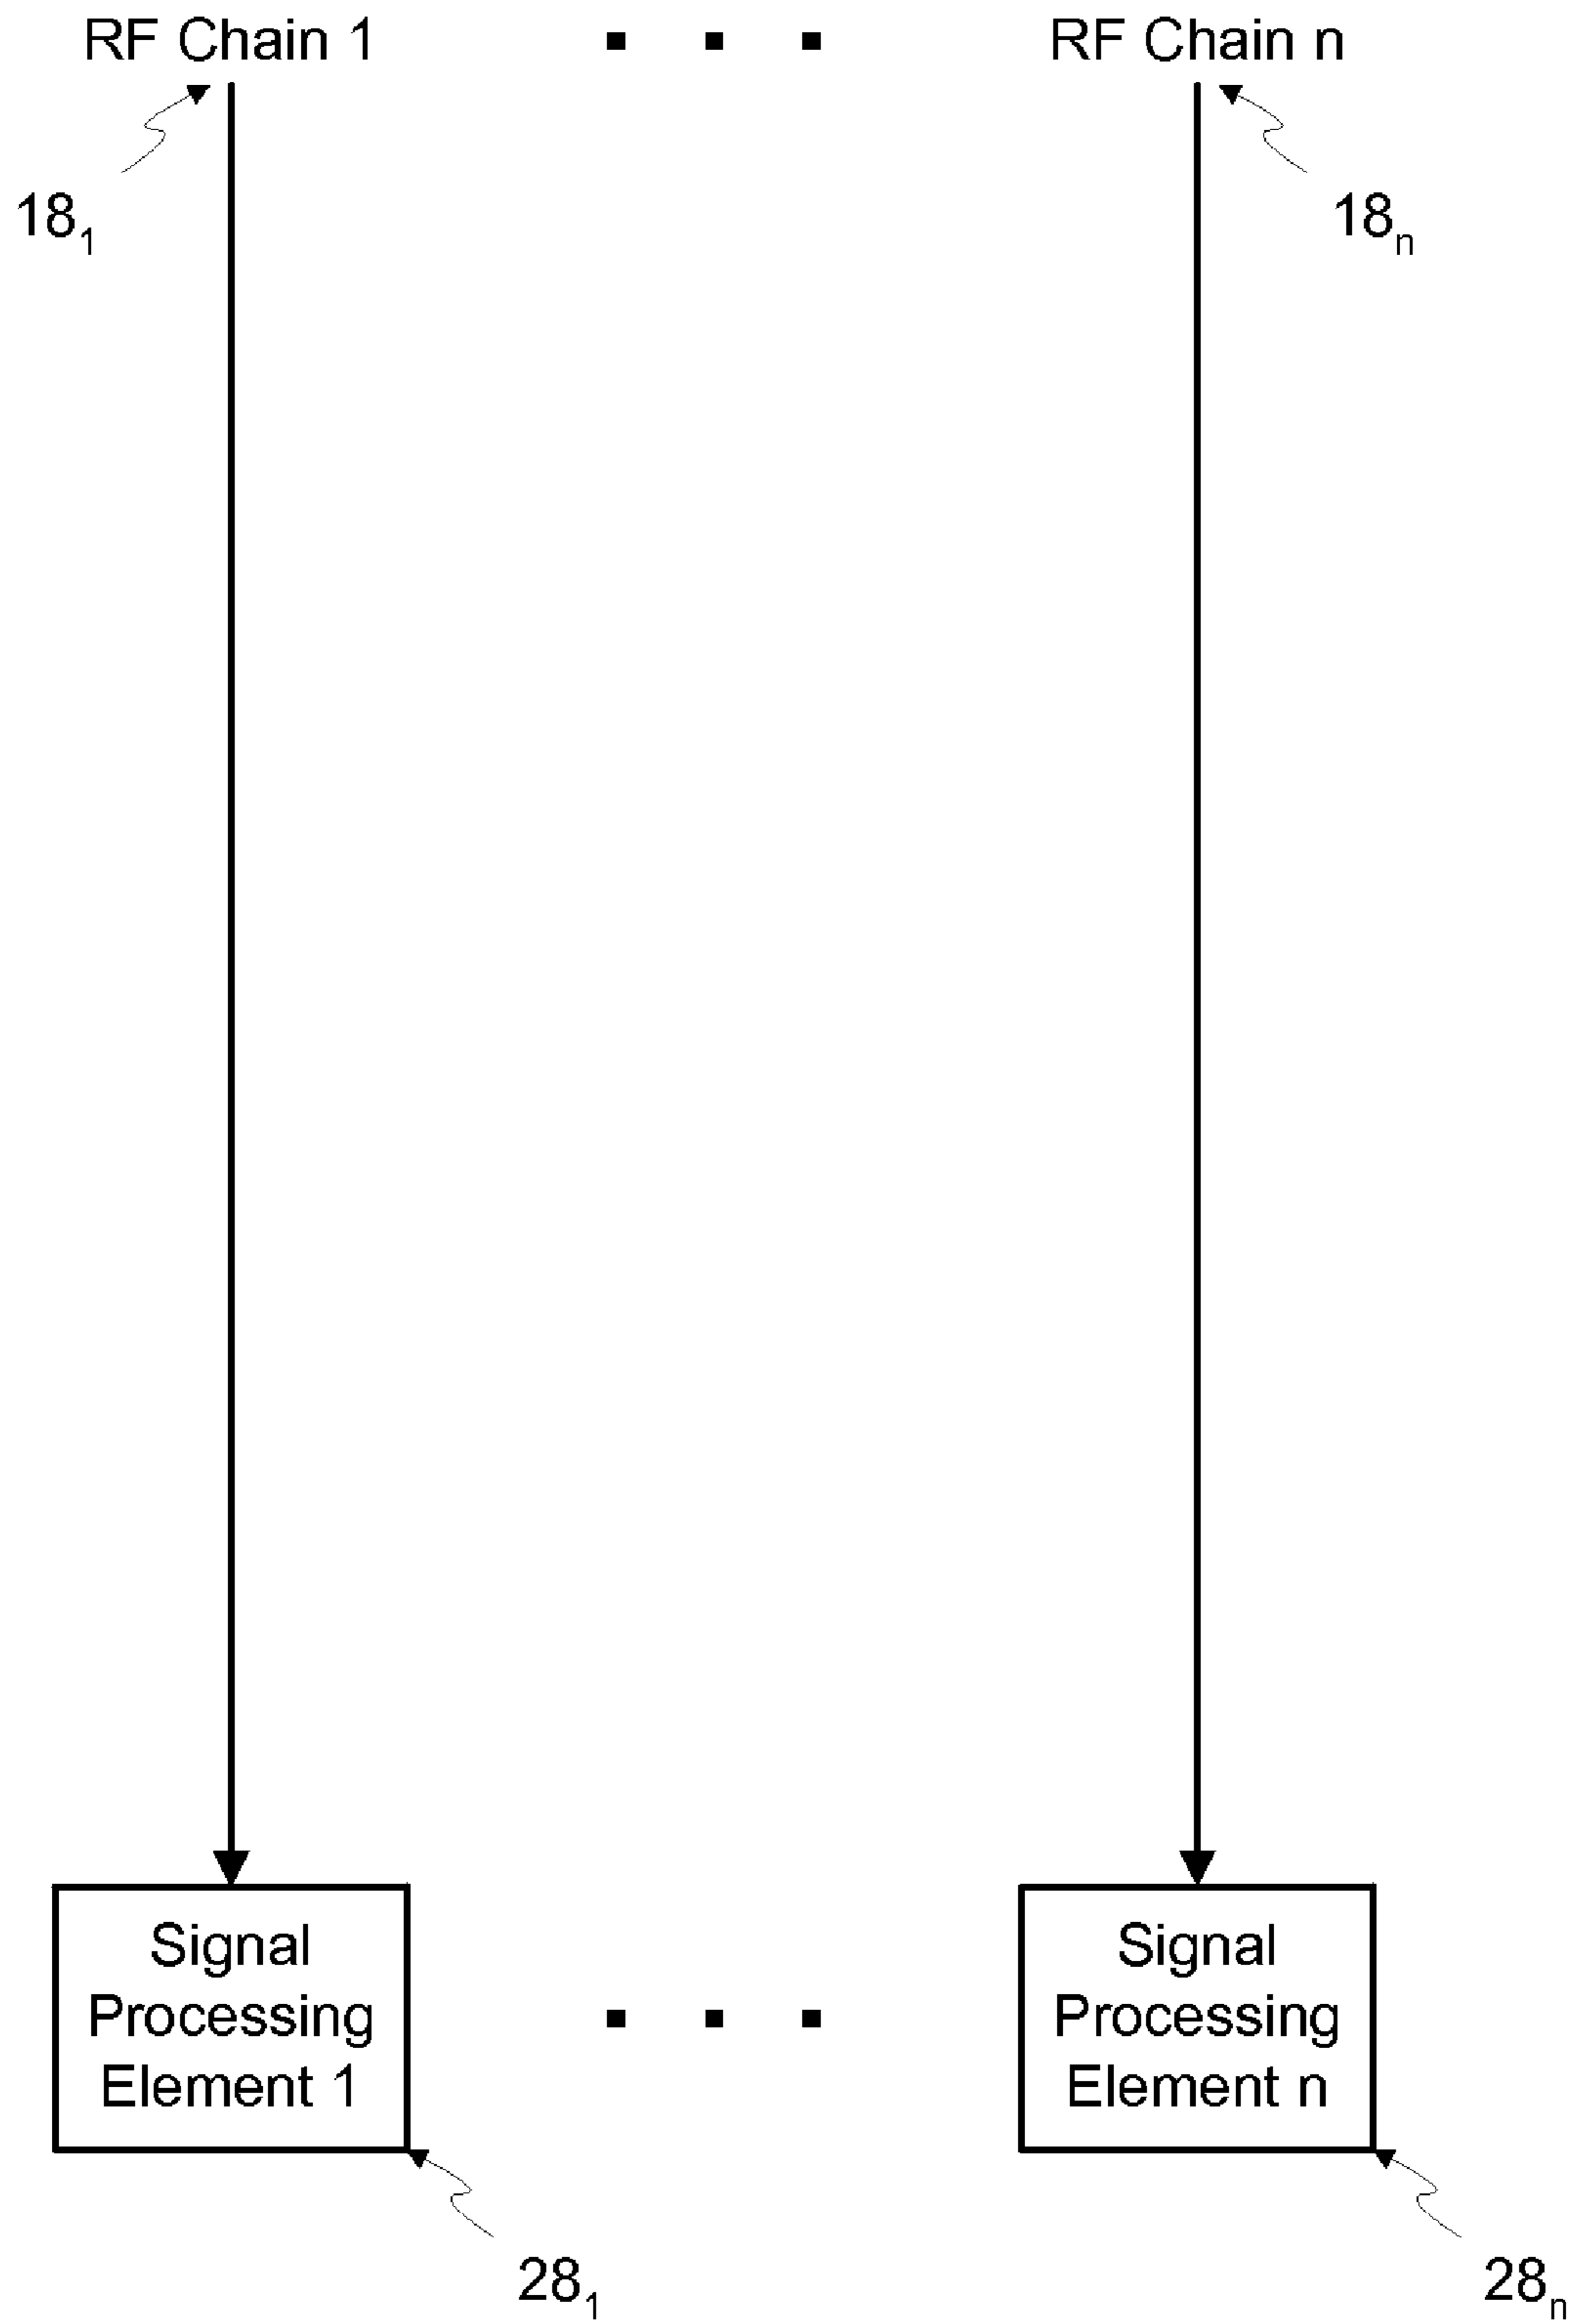 RF Chain 1 . . . RF Chain n
18₁ 18ₙ
Signal Signal
Processing . . . Processing
Element 1 Element n
28₁ 28ₙ